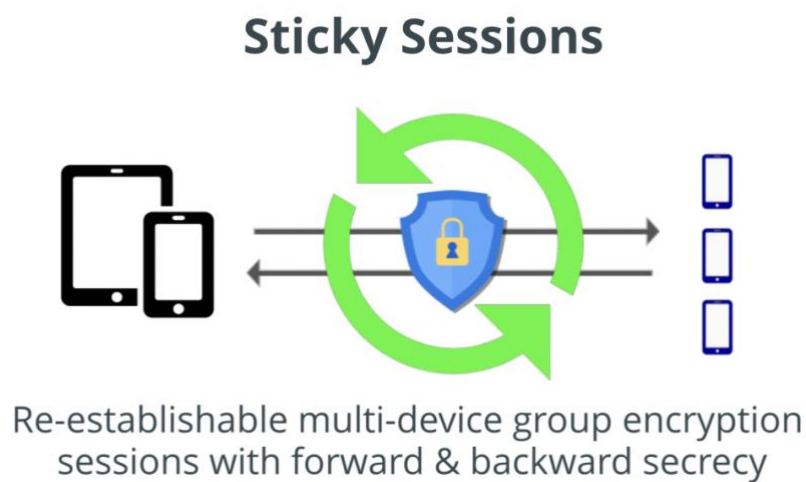 Sticky Sessions
Re-establishable multi-device group encryption
sessions with forward & backward secrecy